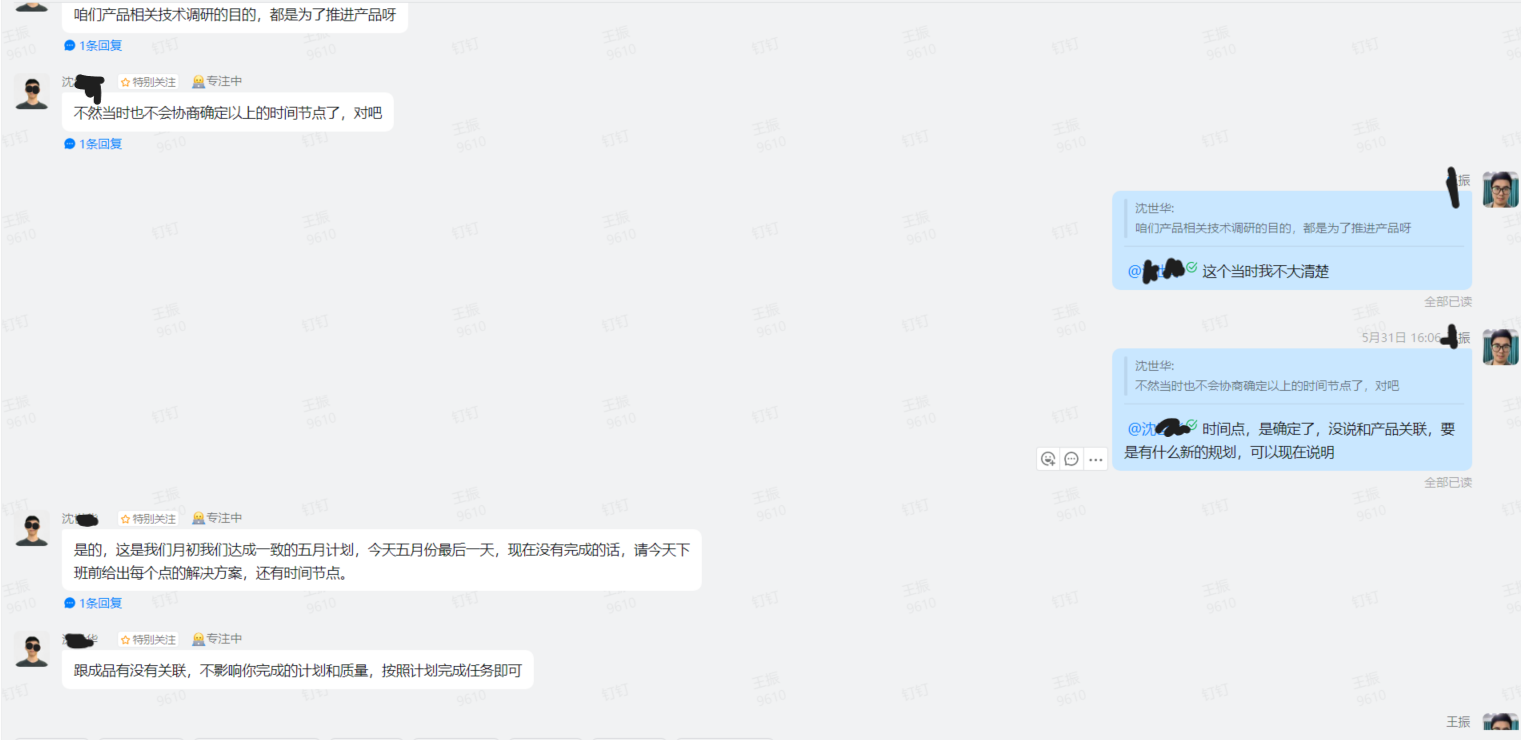 咱们产品相关技术调研的目的，都是为了推进产品呀
1条回复
沈 特别关注 专注中
不然当时也不会协商确定以上的时间节点了，对吧
1条回复
振
沈世华:
咱们产品相关技术调研的目的，都是为了推进产品呀
@ 这个当时我不大清楚
全部已读
5月31日 16:06 振
沈世华:
不然当时也不会协商确定以上的时间节点了，对吧
@沈 时间点，是确定了，没说和产品关联，要
是有什么新的规划，可以现在说明
全部已读
沈 特别关注 专注中
是的，这是我们月初我们达成一致的五月计划，今天五月份最后一天，现在没有完成的话，请今天下
班前给出每个点的解决方案，还有时间节点。
1条回复
华 特别关注 专注中
跟成品有没有关联，不影响你完成的计划和质量，按照计划完成任务即可
王振
王振 9610
钉钉